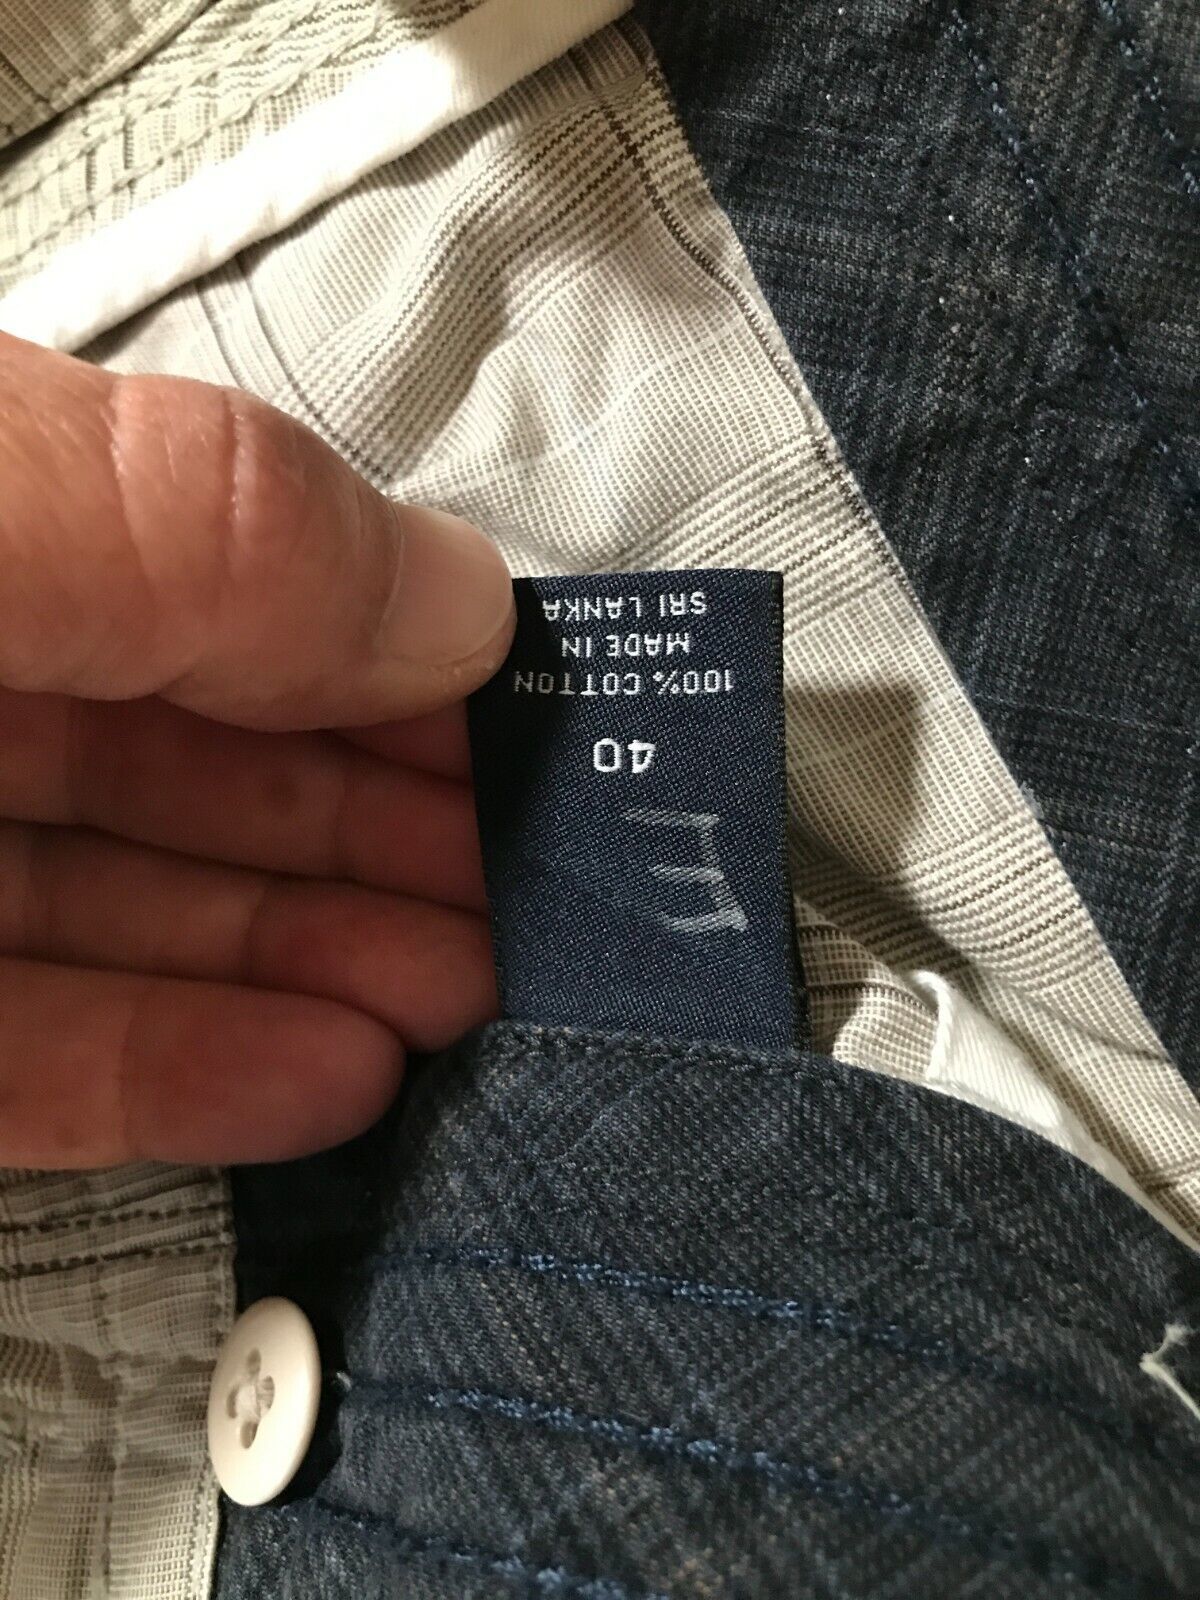 40
100% COTTON
MADE IN
SRI LANKA